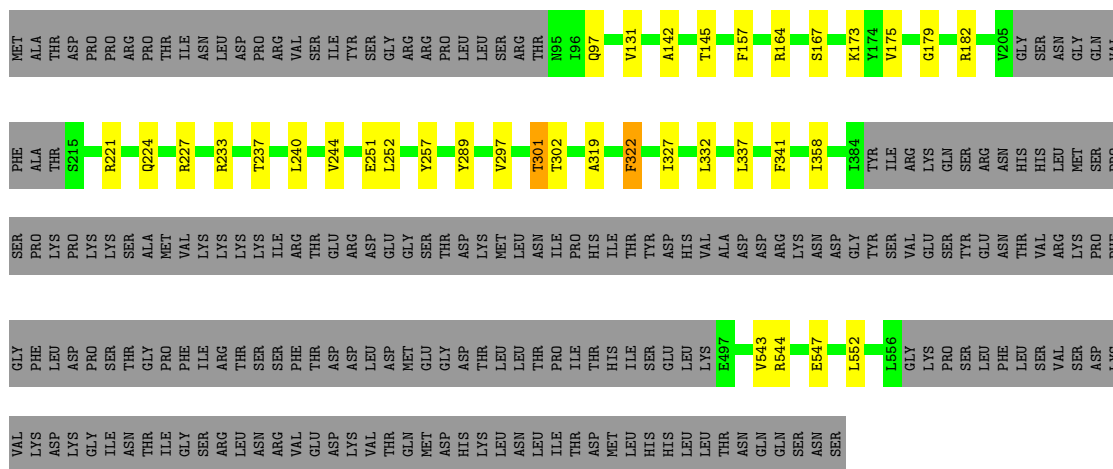 MET ALA THR ASP PRO PRO ARG PRO THR ILE ASN LEU ASP PRO ARG VAL SER ILE TYR SER GLY ARG ARG PRO LEU LEU SER ARG THR N95 I96 Q97 V131 A142 T145 F157 R164 S167 K173 Y174 V175 G179 R182 V205 GLY SER ASN GLY GLN VAL
PHE ALA THR S215 R221 Q224 R227 R233 T237 L240 V244 E251 L252 Y257 Y289 V297 T301 T302 A319 F322 I327 L332 L337 F341 I358 I384 TYR ILE ARG LYS GLN SER ARG ASN HIS HIS LEU MET SER PRO
SER PRO LYS PRO LYS LYS SER ALA MET VAL LYS LYS LYS ILE ARG THR GLU ARG ASP GLU GLY SER THR ASP LYS MET LEU ASN ILE PRO HIS ILE THR TYR ASP HIS VAL ALA ASP ASP ARG LYS ASN ASP GLY TYR SER VAL GLU SER TYR GLU ASN THR VAL ARG LYS PRO PHE
GLY PHE LEU ASP PRO SER THR GLY PRO PHE ILE ARG THR SER SER PHE THR ASP ASP LEU ASP MET GLU GLY ASP THR LEU LEU THR PRO ILE THR HIS ILE SER GLU LEU LYS E497 V543 R544 E547 L552 L556 GLY LYS PRO SER LEU PHE LEU SER VAL SER ASP LYS
VAL LYS ASP LYS GLY ILE ASN THR ILE GLY SER ARG LEU ASN ARG VAL GLU ASP LYS VAL THR GLN MET ASP HIS LYS LEU ASN LEU ILE THR ASP MET LEU HIS HIS LEU LEU THR ASN GLN GLN SER ASN SER